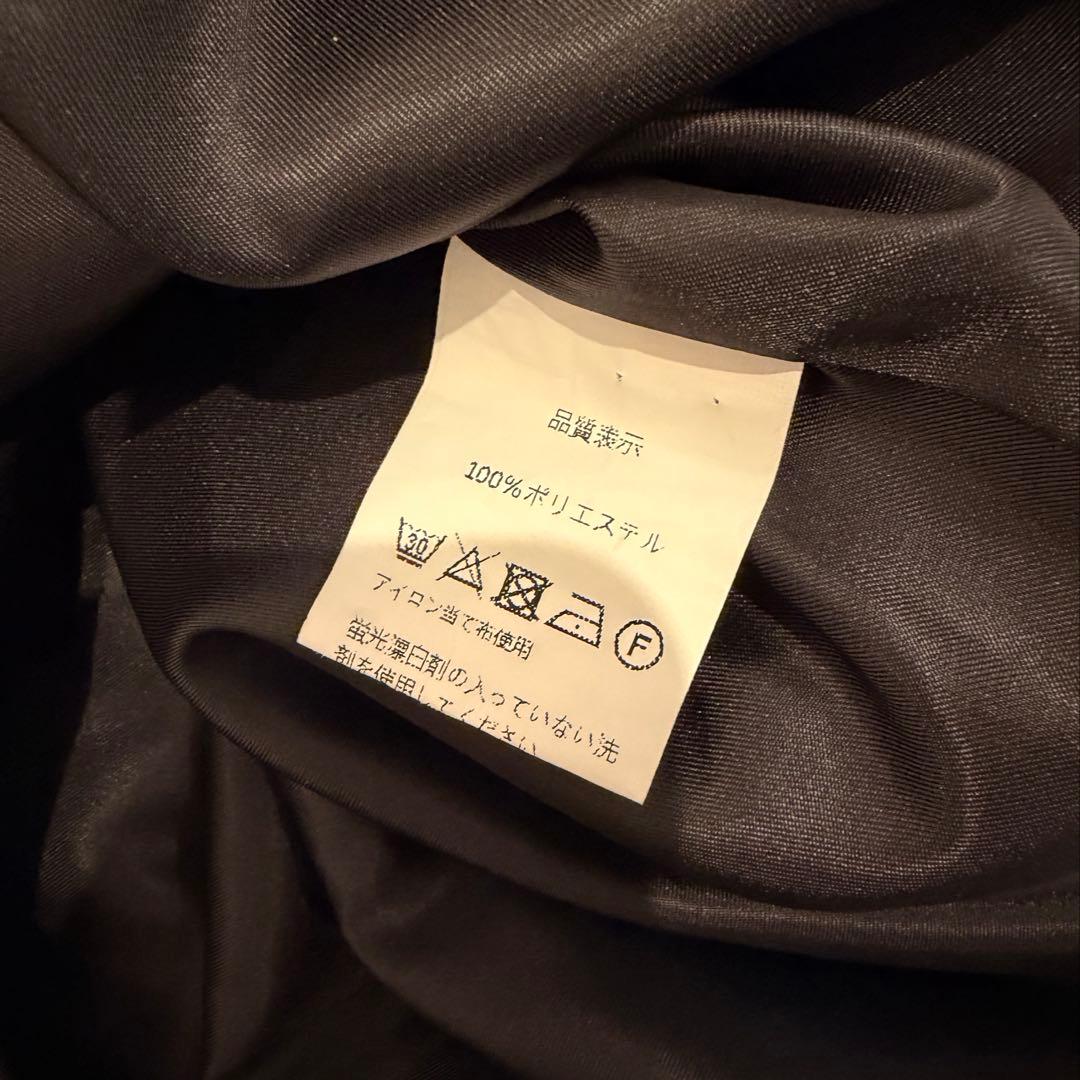 品質表示
100%ポリエステル
30 F
アイロン当て布使用
蛍光漂白剤の入っていない洗
剤を使用してください